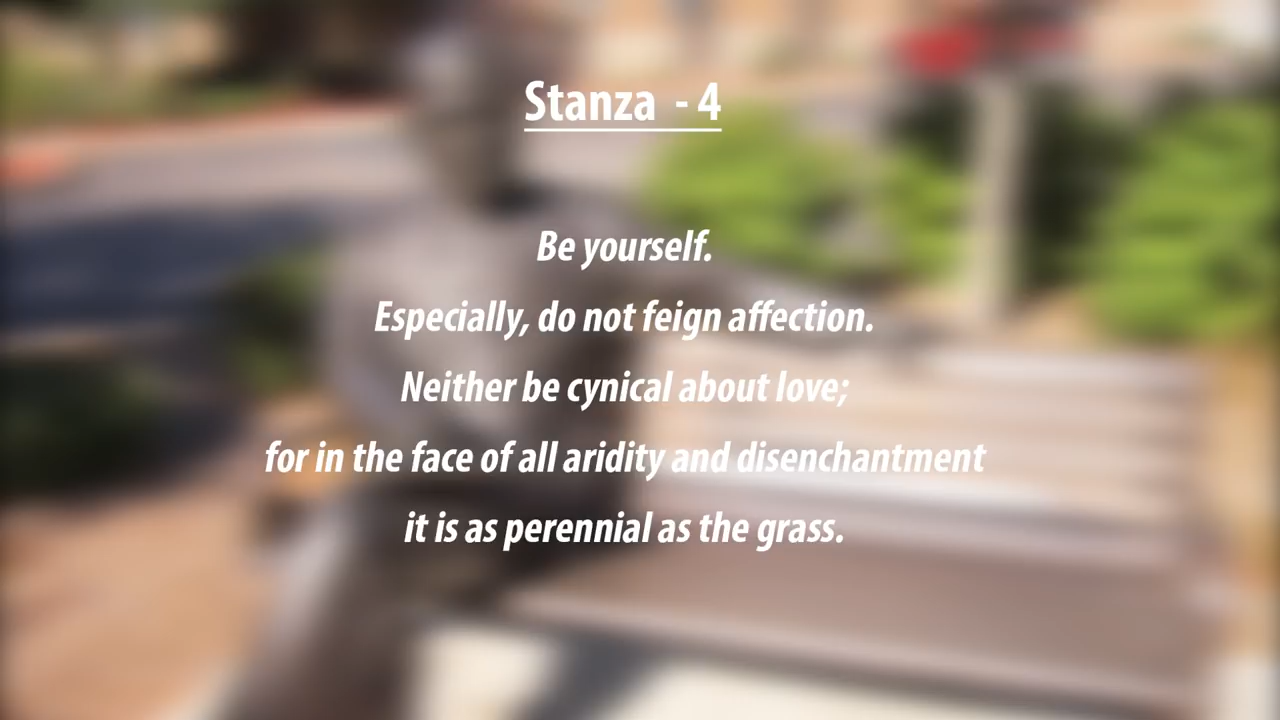 Stanza - 4
Be yourself.
Especially, do not feign affection.
Neither be cynical about love;
for in the face of all aridity and disenchantment
it is as perennial as the grass.